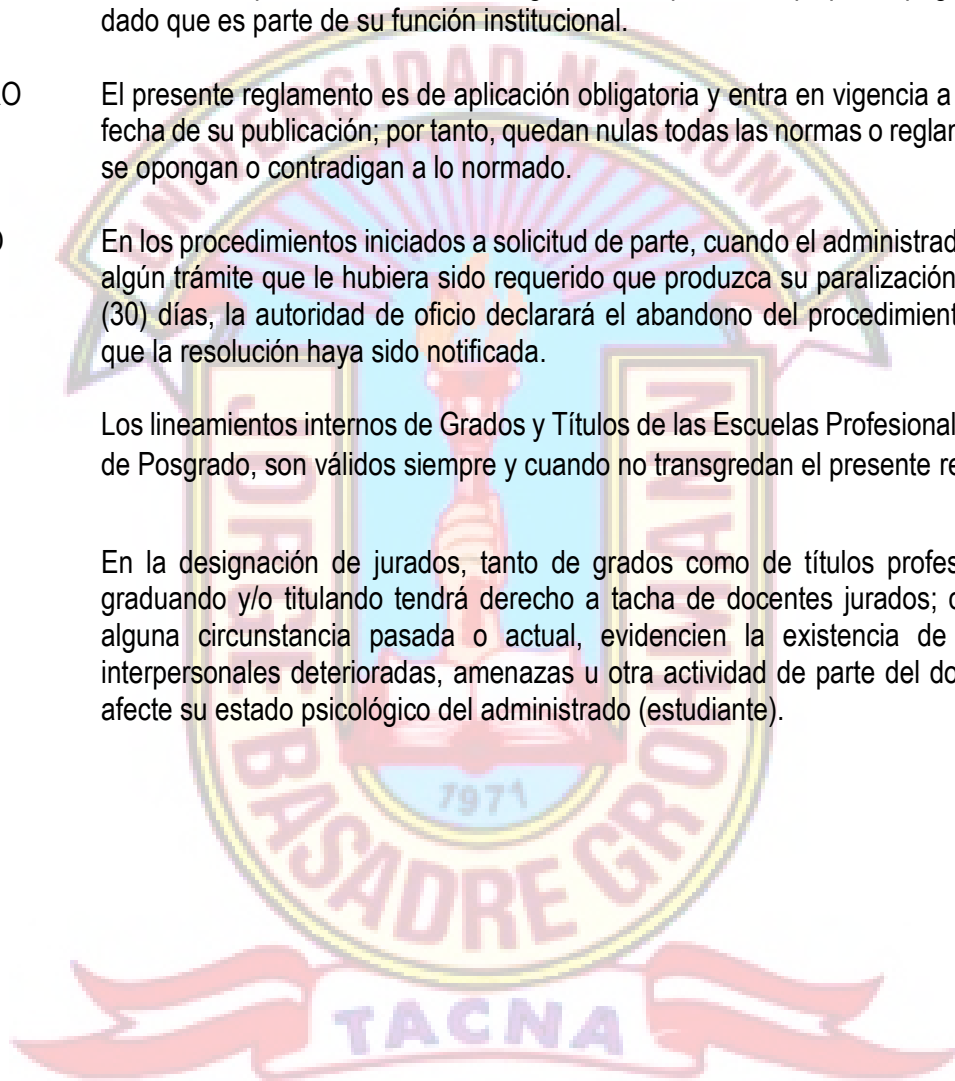 dado que es parte de su función institucional.
O El presente reglamento es de aplicación obligatoria y entra en vigencia a
fecha de su publicación; por tanto, quedan nulas todas las normas o reglam
se opongan o contradigan a lo normado.
En los procedimientos iniciados a solicitud de parte, cuando el administrad
algún trámite que le hubiera sido requerido que produzca su paralización
(30) días, la autoridad de oficio declarará el abandono del procedimient
que la resolución haya sido notificada.
Los lineamientos internos de Grados y Títulos de las Escuelas Profesional
de Posgrado, son válidos siempre y cuando no transgredan el presente re
En la designación de jurados, tanto de grados como de títulos profes
graduando y/o titulando tendrá derecho a tacha de docentes jurados;
alguna circunstancia pasada o actual, evidencien la existencia de
interpersonales deterioradas, amenazas u otra actividad de parte del do
afecte su estado psicológico del administrado (estudiante).
UNIVERSIDAD NACIONAL
JORGE BASADRE GROHMANN
1971
TACNA